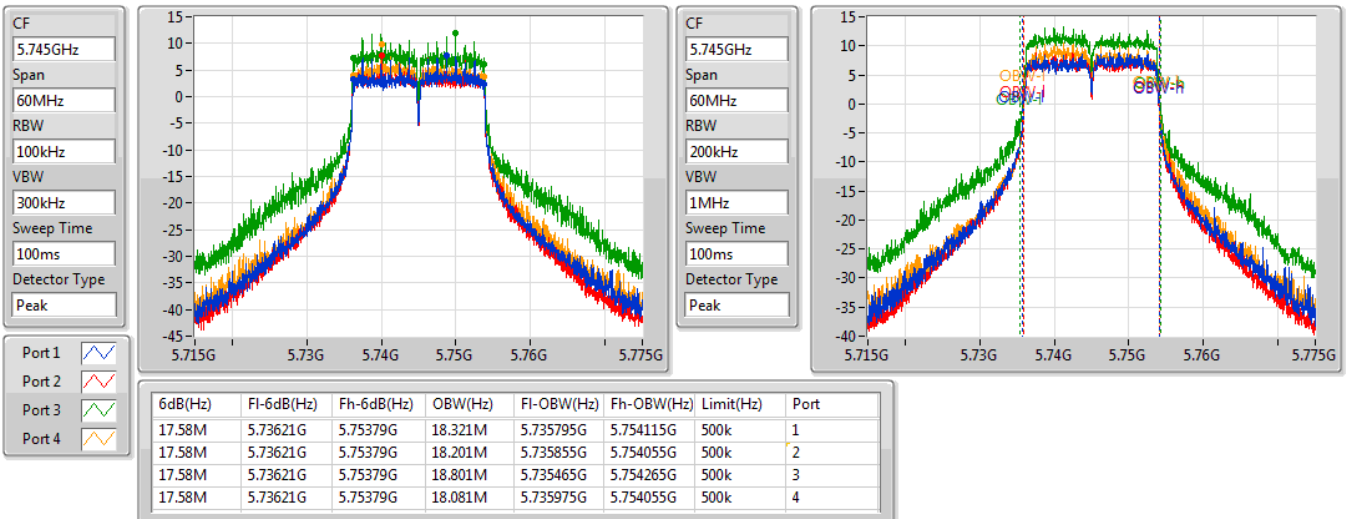 CF
5.745GHz
Span
60MHz
RBW
100kHz
VBW
300kHz
Sweep Time
100ms
Detector Type
Peak
15
10
5
0
-5
-10
-15
-20
-25
-30
-35
-40
-45
5.715G 5.73G 5.74G 5.75G 5.76G 5.775G
CF
5.745GHz
Span
60MHz
RBW
200kHz
VBW
1MHz
Sweep Time
100ms
Detector Type
Peak
15
10
5
0
-5
-10
-15
-20
-25
-30
-35
-40
OBW-l
OBW-h
5.715G 5.73G 5.74G 5.75G 5.76G 5.775G
Port 1
Port 2
Port 3
Port 4
6dB(Hz) Fl-6dB(Hz) Fh-6dB(Hz) OBW(Hz) Fl-OBW(Hz) Fh-OBW(Hz) Limit(Hz) Port
17.58M 5.73621G 5.75379G 18.321M 5.735795G 5.754115G 500k 1
17.58M 5.73621G 5.75379G 18.201M 5.735855G 5.754055G 500k 2
17.58M 5.73621G 5.75379G 18.801M 5.735465G 5.754265G 500k 3
17.58M 5.73621G 5.75379G 18.081M 5.735975G 5.754055G 500k 4